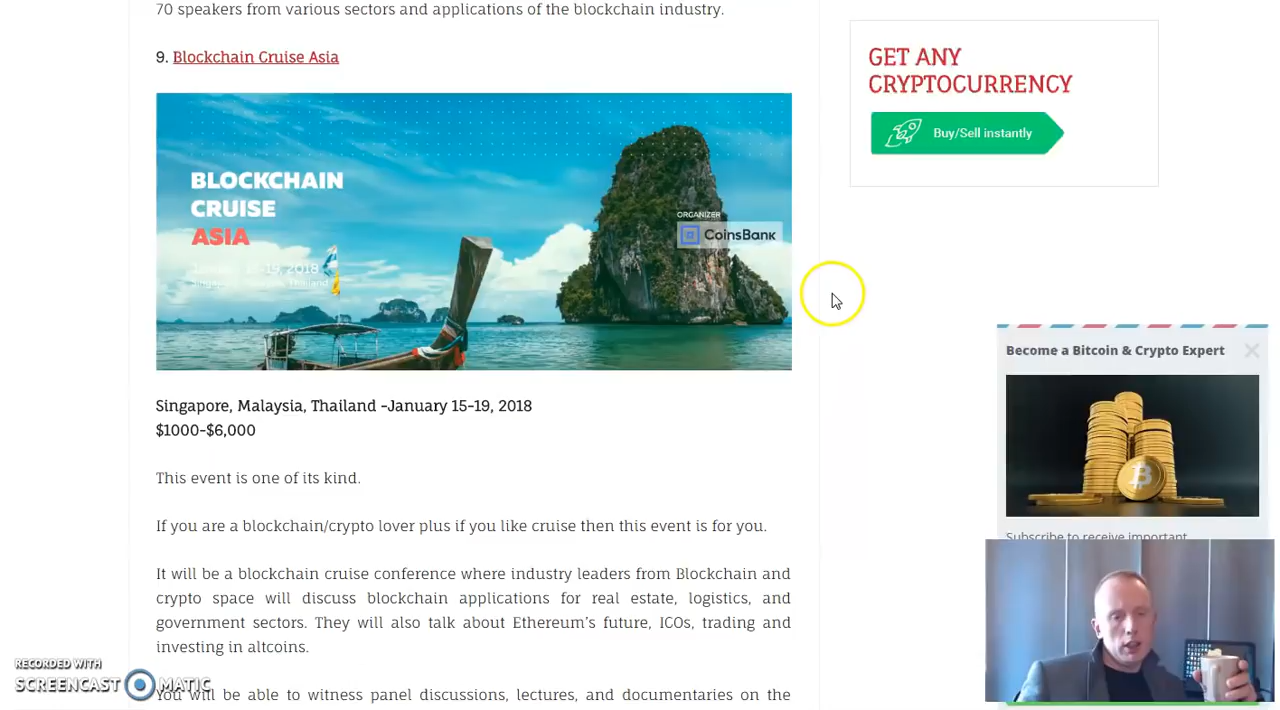 70 speakers from various sectors and applications of the blockchain industry.
9. Blockchain Cruise Asia
BLOCKCHAIN
CRUISE
ASIA
ORGANIZER
CoinsBank
Singapore, Malaysia, Thailand -January 15-19, 2018
$1000-$6,000
This event is one of its kind.
If you are a blockchain/crypto lover plus if you like cruise then this event is for you.
It will be a blockchain cruise conference where industry leaders from Blockchain and
crypto space will discuss blockchain applications for real estate, logistics, and
government sectors. They will also talk about Ethereum's future, ICOs, trading and
investing in altcoins.
You will be able to witness panel discussions, lectures, and documentaries on the
GET ANY
CRYPTOCURRENCY
Buy/Sell instantly
Become a Bitcoin & Crypto Expert
Subscribe to receive important
RECORDED WITH
SCREENCAST MATIC